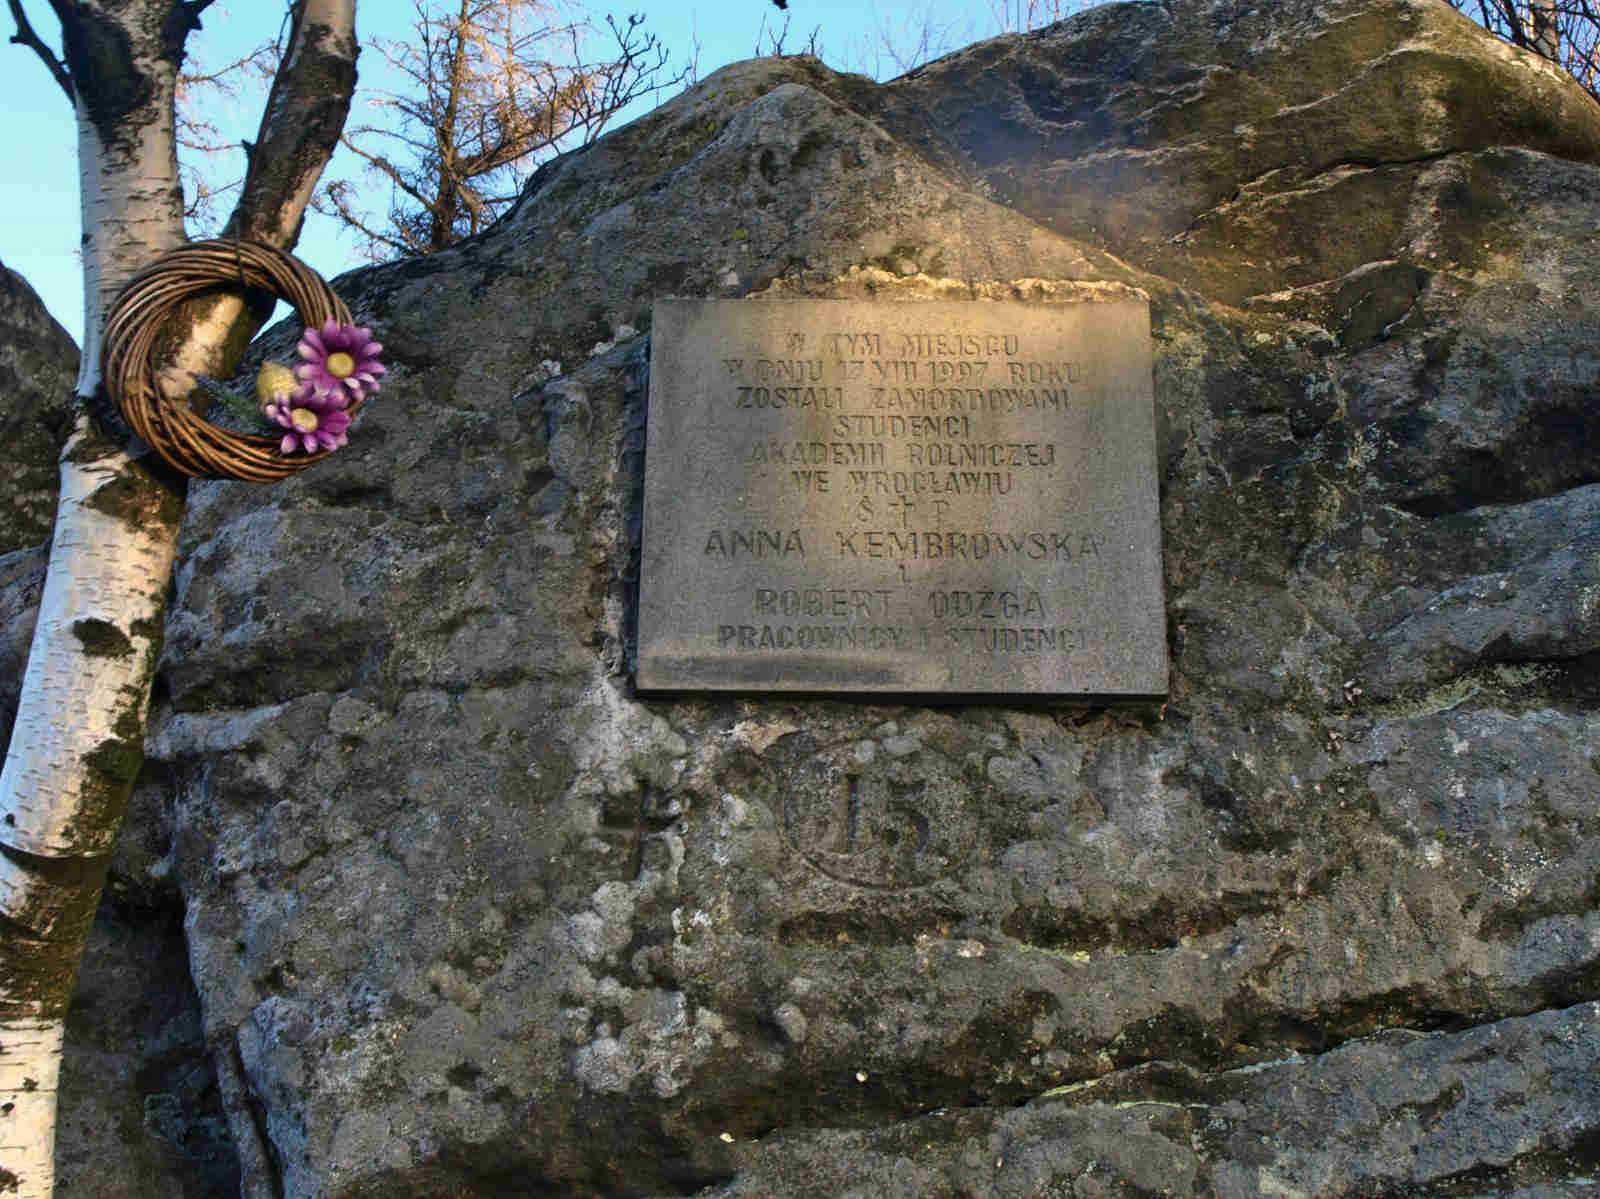 W TYM MIEJSCU
W DNIU 17 VIII 1997 ROKU
ZOSTALI ZAMORDOWANI
STUDENCI
AKADEMII ROLNICZEJ
WE WROCŁAWIU
Ś † P
ANNA KEMBROWSKA
I
ROBERT ODZGA
PRACOWNICY I STUDENCI
15